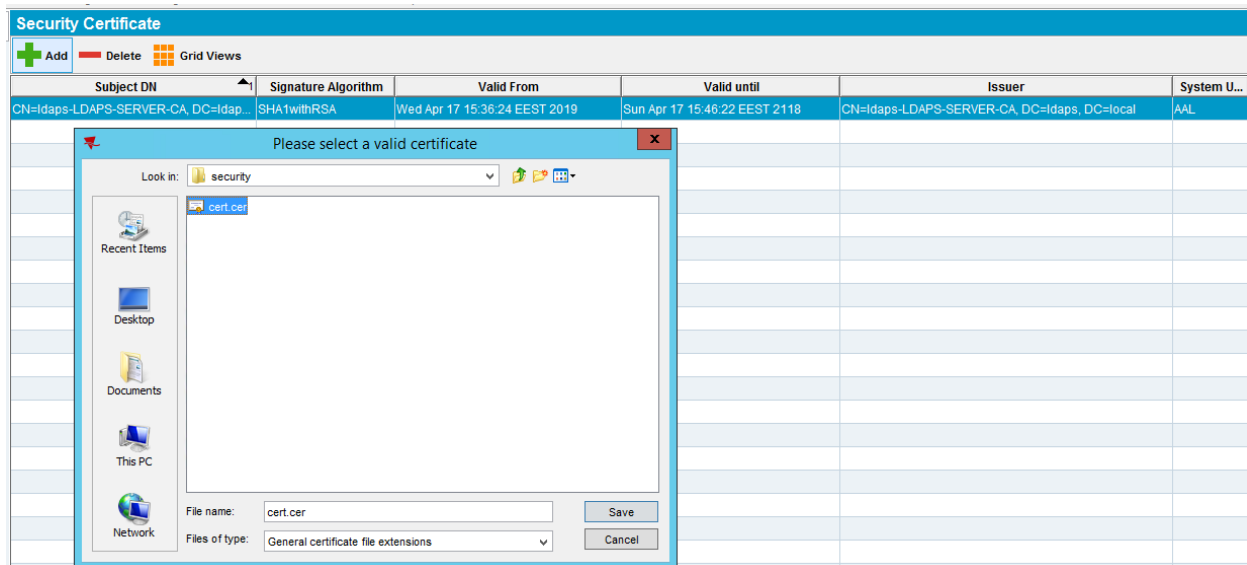 Security Certificate
Add Delete Grid Views
Subject DN 1 Signature Algorithm Valid From Valid until Issuer System U...
CN=ldaps-LDAPS-SERVER-CA, DC=ldap... SHA1withRSA Wed Apr 17 15:36:24 EEST 2019 Sun Apr 17 15:46:22 EEST 2118 CN=ldaps-LDAPS-SERVER-CA, DC=ldaps, DC=local AAL
Please select a valid certificate x
Look in: security
cert.cer
Recent Items
Desktop
Documents
This PC
Network
File name: cert.cer Save
Files of type: General certificate file extensions Cancel